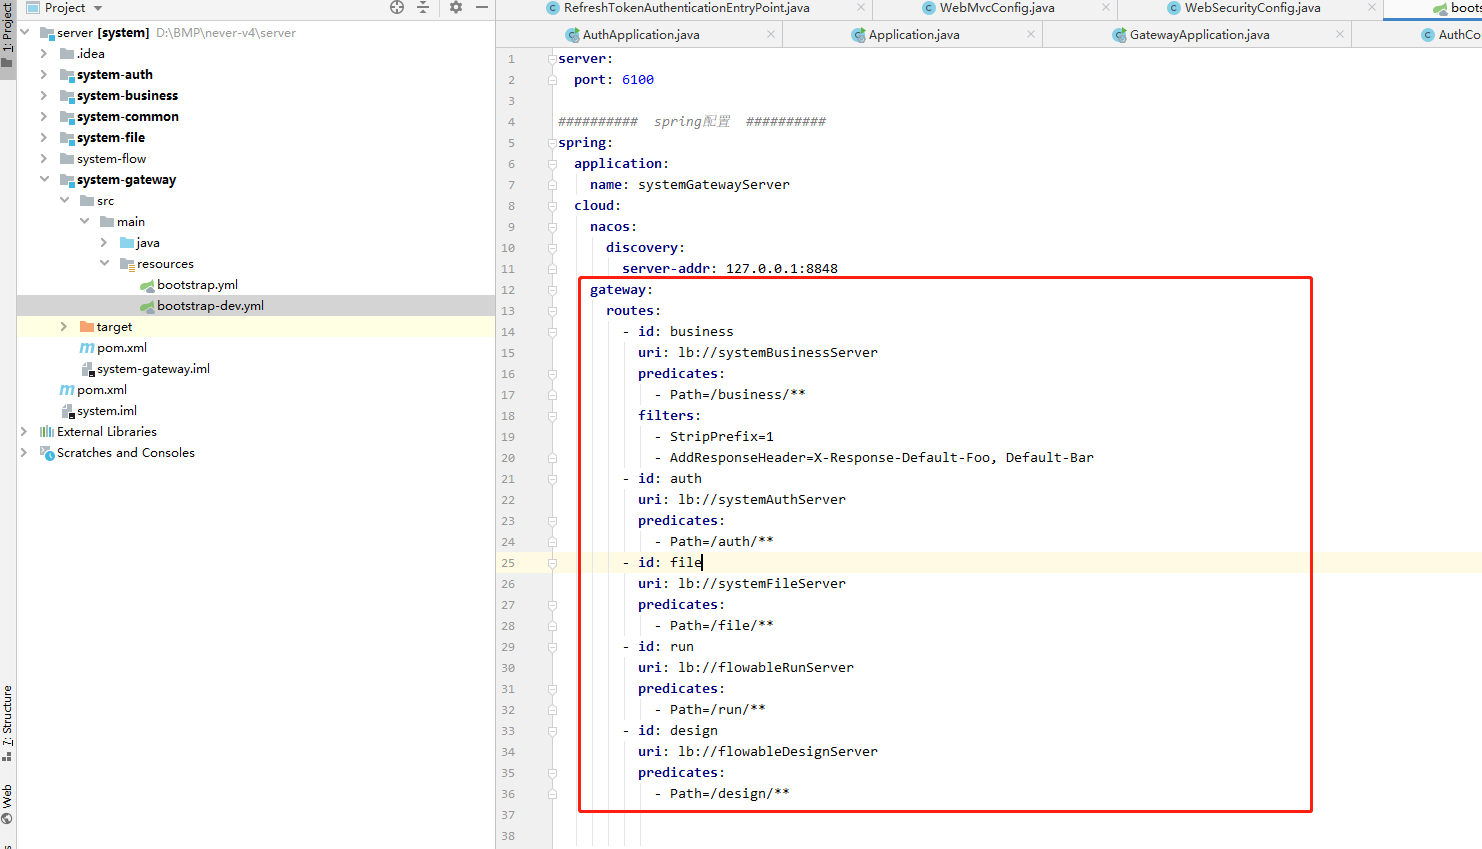 Project
RefreshTokenAuthenticationEntryPoint.java
WebMvcConfig.java
WebSecurityConfig.java
AuthApplication.java
Application.java
GatewayApplication.java
1: Project
7: Structure
Web
server [system] D:\BMP\never-v4\server
.idea
system-auth
system-business
system-common
system-file
system-flow
system-gateway
src
main
java
resources
bootstrap.yml
bootstrap-dev.yml
target
pom.xml
system-gateway.iml
pom.xml
system.iml
External Libraries
Scratches and Consoles
1 server:
2 port: 6100
3
4 ########## spring配置 ##########
5 spring:
6 application:
7 name: systemGatewayServer
8 cloud:
9 nacos:
10 discovery:
11 server-addr: 127.0.0.1:8848
12 gateway:
13 routes:
14 - id: business
15 uri: lb://systemBusinessServer
16 predicates:
17 - Path=/business/**
18 filters:
19 - StripPrefix=1
20 - AddResponseHeader=X-Response-Default-Foo, Default-Bar
21 - id: auth
22 uri: lb://systemAuthServer
23 predicates:
24 - Path=/auth/**
25 - id: file
26 uri: lb://systemFileServer
27 predicates:
28 - Path=/file/**
29 - id: run
30 uri: lb://flowableRunServer
31 predicates:
32 - Path=/run/**
33 - id: design
34 uri: lb://flowableDesignServer
35 predicates:
36 - Path=/design/**
37
38